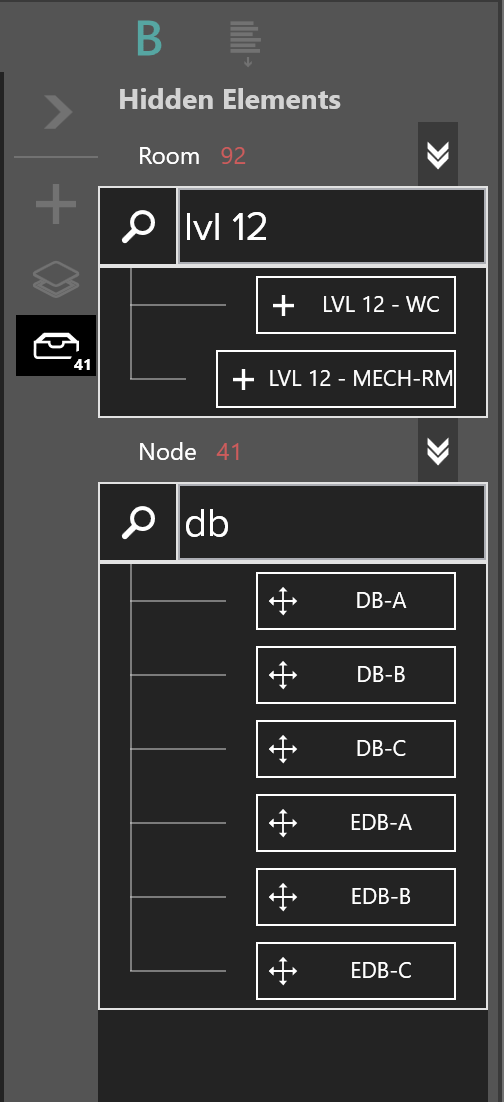 B
Hidden Elements
Room 92
lvl 12
LVL 12 - WC
41
LVL 12 - MECH-RM
Node 41
db
DB-A
DB-B
DB-C
EDB-A
EDB-B
EDB-C